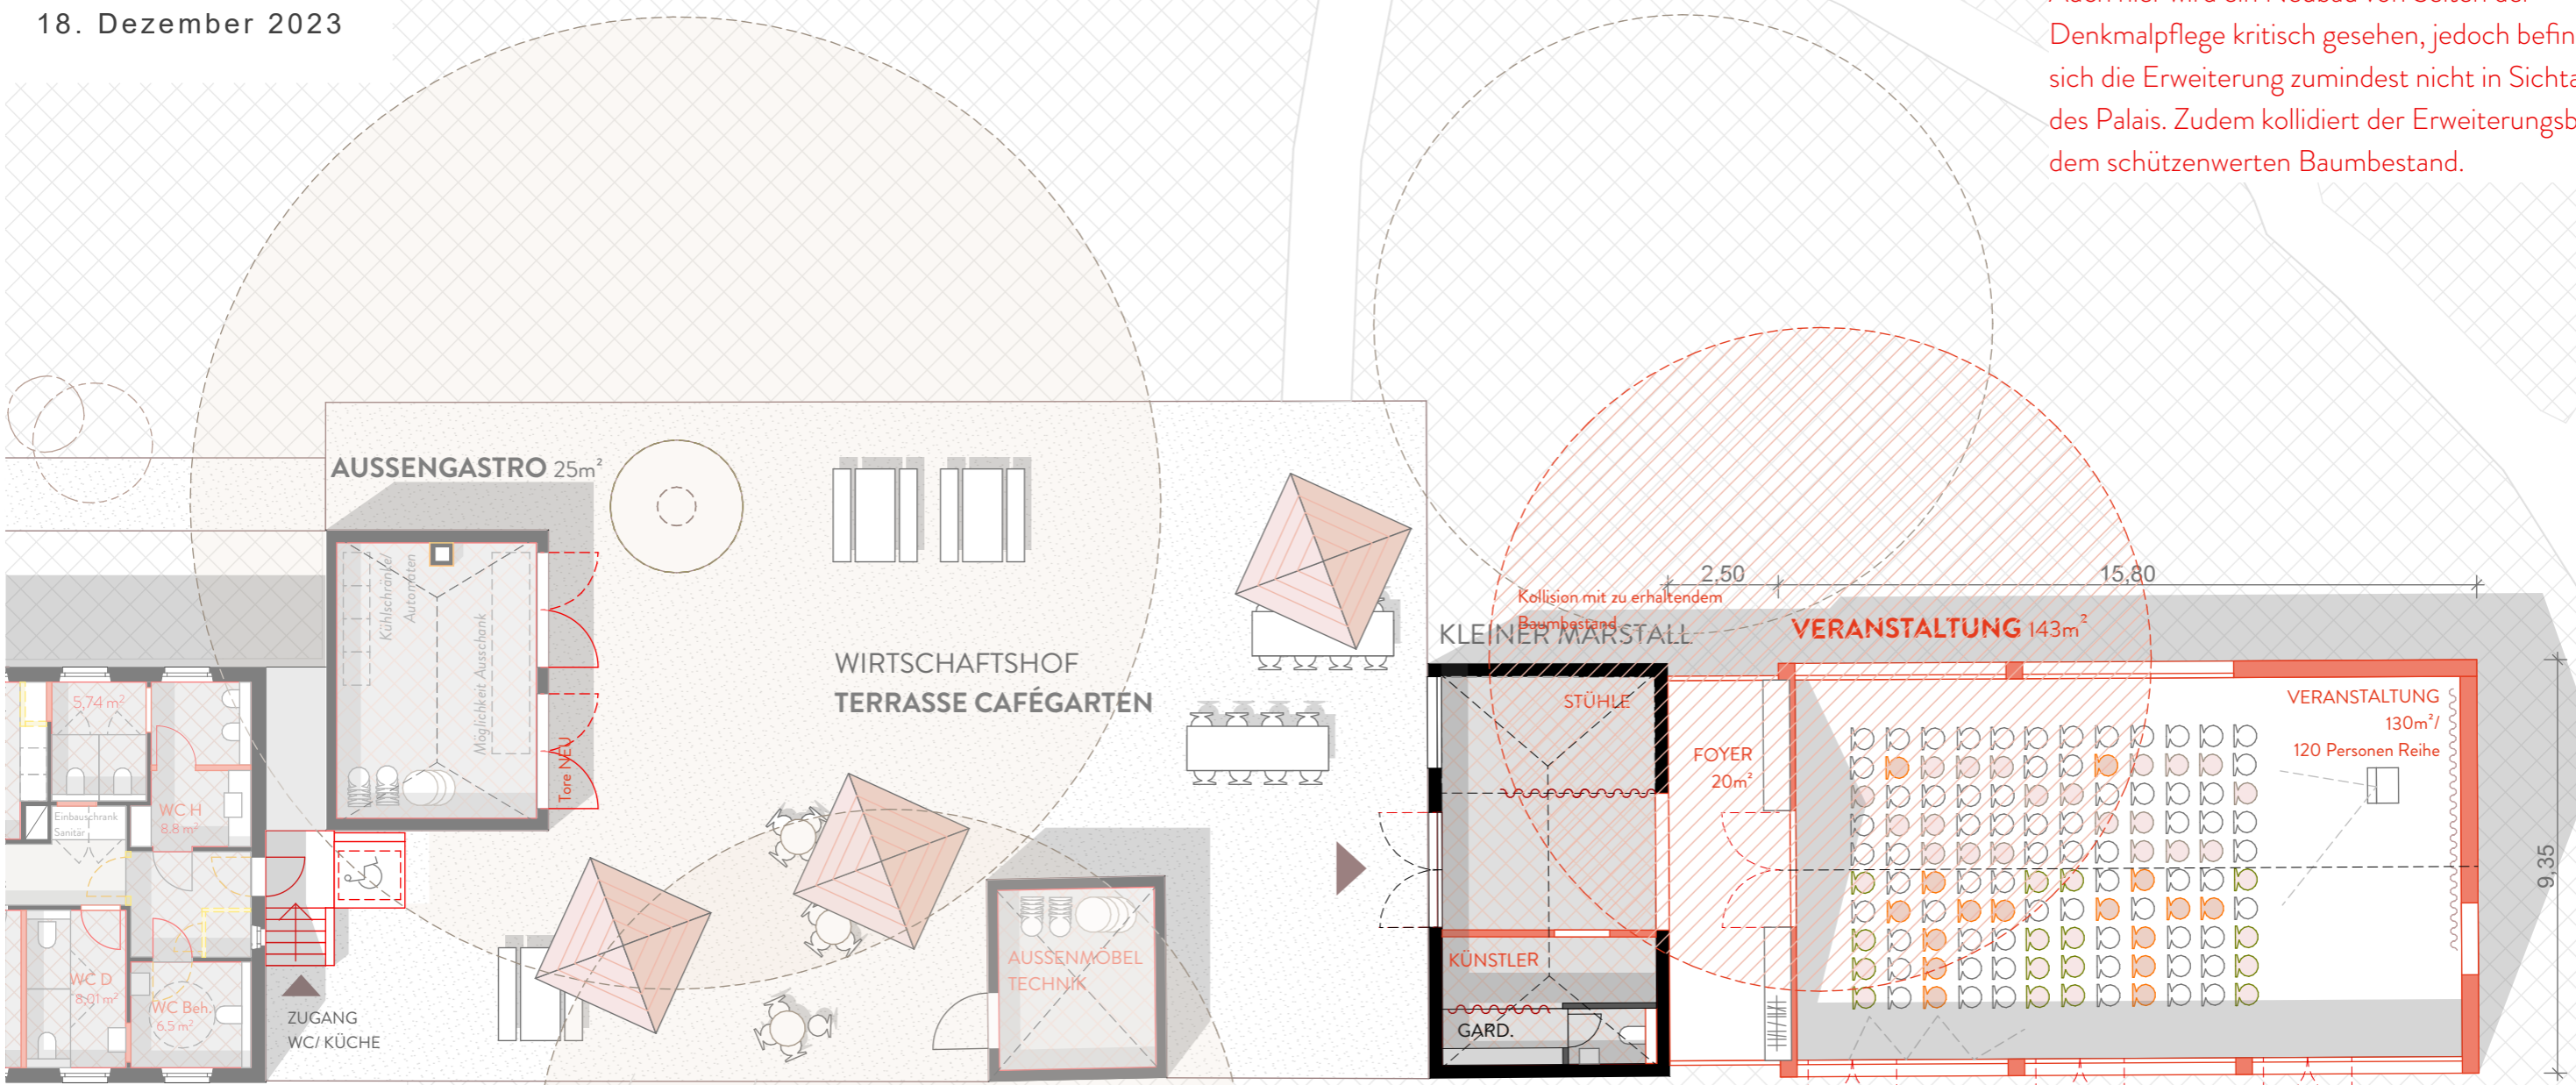 18. Dezember 2023
Denkmalpflege kritisch gesehen, jedoch befin
sich die Erweiterung zumindest nicht in Sichta
des Palais. Zudem kollidiert der Erweiterungsb
dem schützenwerten Baumbestand.
AUSSENGASTRO 25m²
Kühlschränke/
Automaten
Möglichkeit Ausschank
Tore NEU
WIRTSCHAFTSHOF
TERRASSE CAFÉGARTEN
2,50
15,80
Kollision mit zu erhaltendem
Baumbestand
KLEINER MARSTALL
VERANSTALTUNG 143m²
STÜHLE
FOYER
20m²
VERANSTALTUNG
130m²/
120 Personen Reihe
9,35
5,74 m²
WC H
8.8 m²
Einbauschrank
Sanitär
WC D
8,01 m²
WC Beh.
6.5 m²
ZUGANG
WC/ KÜCHE
AUSSENMÖBEL
TECHNIK
KÜNSTLER
GARD.